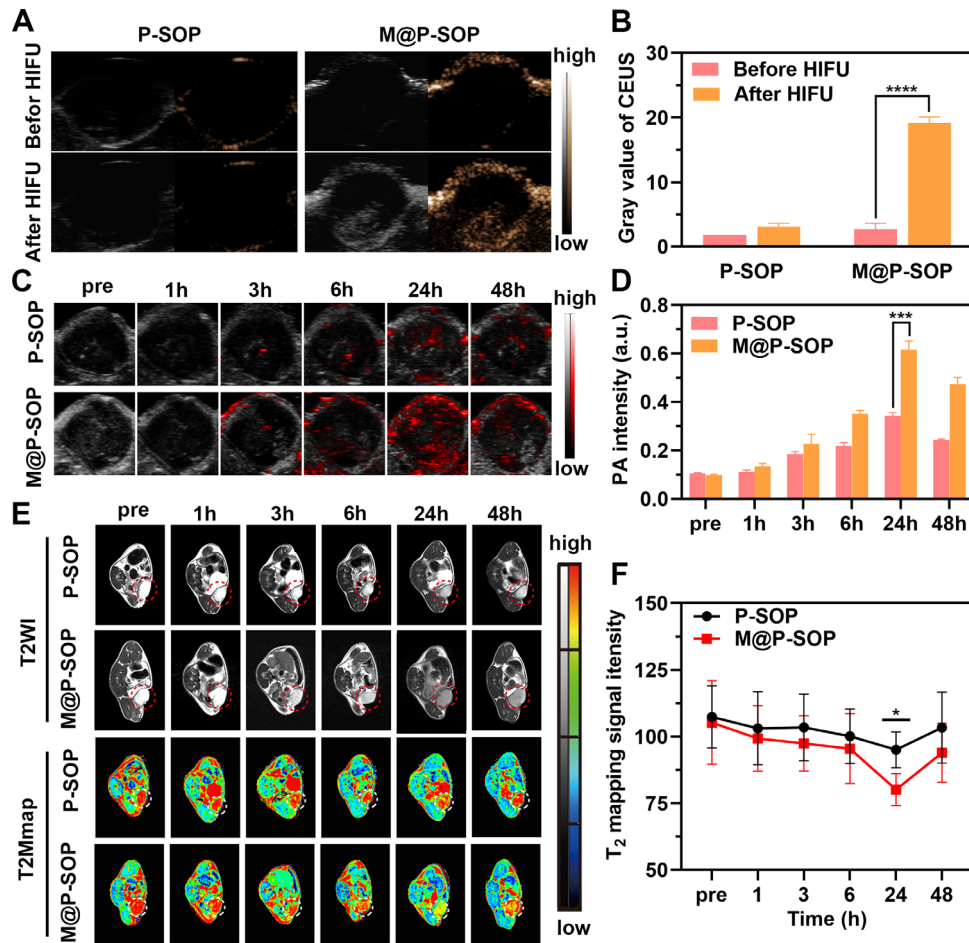 A
P-SOP
M@P-SOP
Befor HIFU
After HIFU
high
low
B
Gray value of CEUS
30
20
10
0
Before HIFU
After HIFU
****
P-SOP
M@P-SOP
C
pre
1h
3h
6h
24h
48h
P-SOP
M@P-SOP
high
low
D
PA intensity (a.u.)
0.8
0.6
0.4
0.2
0.0
P-SOP
M@P-SOP
***
pre
1h
3h
6h
24h
48h
E
pre
1h
3h
6h
24h
48h
T2WI
P-SOP
M@P-SOP
T2Mmap
P-SOP
M@P-SOP
high
low
F
T2 mapping signal itensity
150
125
100
75
50
P-SOP
M@P-SOP
*
pre
1
3
6
24
48
Time (h)